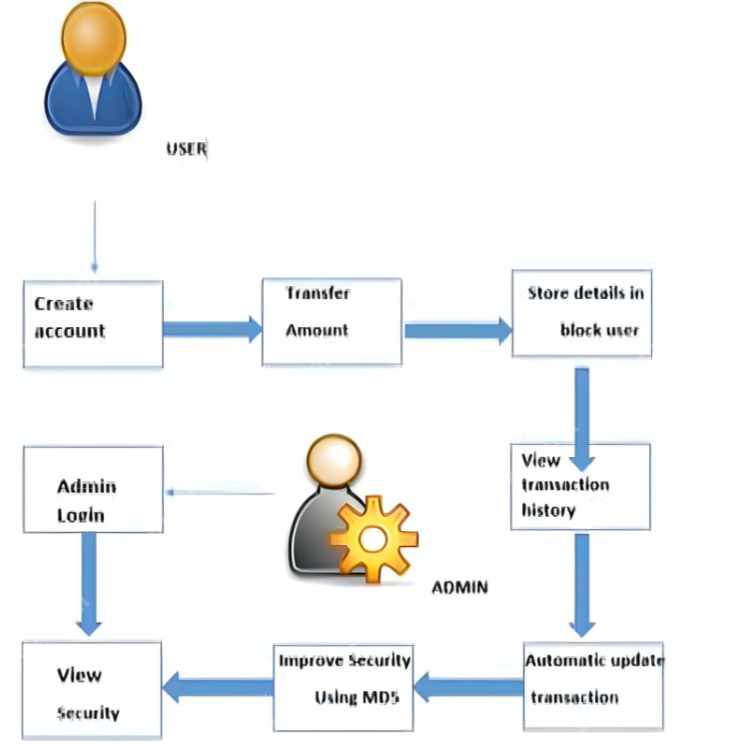 USER
Create
account
Transfer
Amount
Store details in
block user
View
transaction
history
Admin
Login
ADMIN
View
Security
Improve Security
Using MD5
Automatic update
transaction